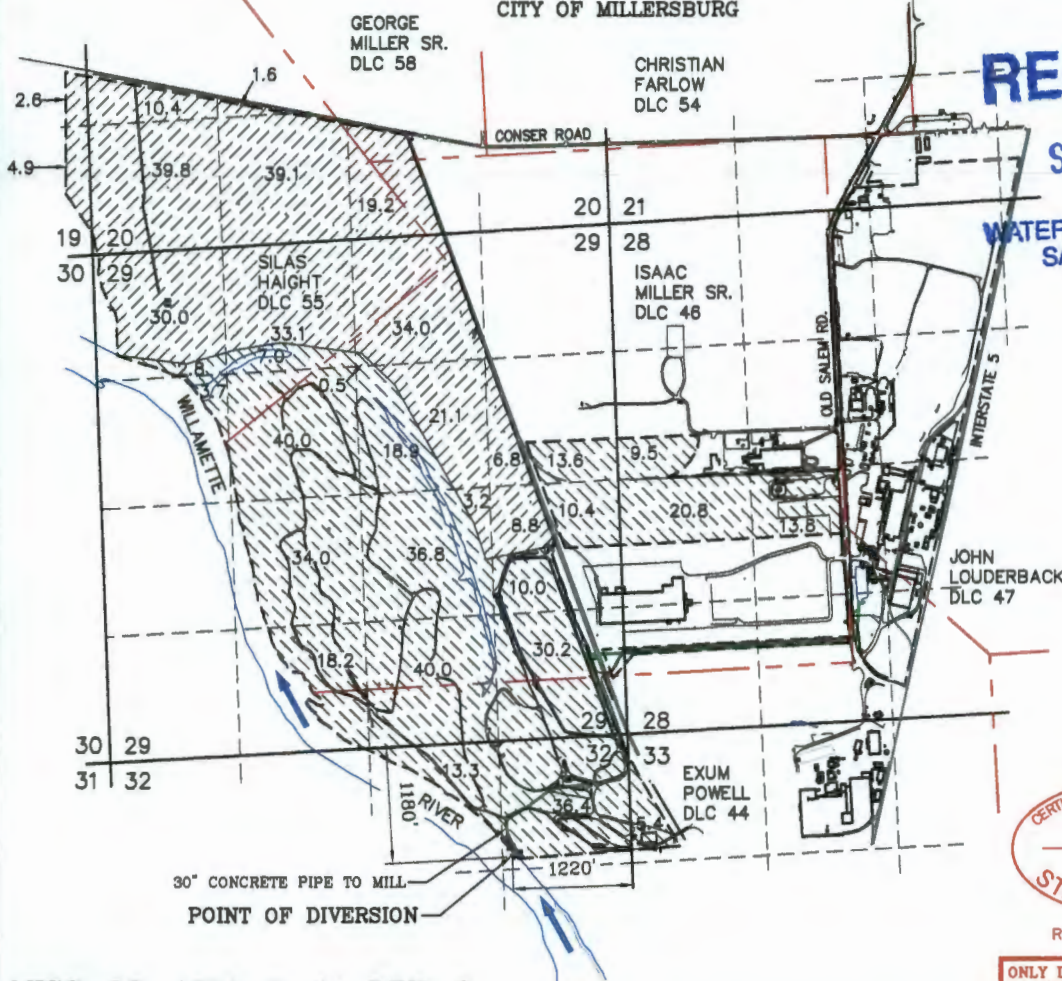 CITY OF MILLERSBURG
GEORGE
MILLER SR.
DLC 58
CHRISTIAN
FARLOW
DLC 54
RE
S
WATER
SA
1.6
2.6
10.4
CONSER ROAD
4.9
39.8
39.1
19.2
20 21
29 28
19 20
30 29
SILAS
HAIGHT
DLC 55
ISAAC
MILLER SR.
DLC 46
30.0
33.1
34.0
7.0
0.5
OLD SALEM RD.
INTERSTATE 5
WILLAMETTE
21.1
40.0
18.9
6.8
13.6
9.5
3.2
8.8
10.4
20.8
13.8
34.0
36.8
10.0
JOHN
LOUDERBACK
DLC 47
30.2
18.2
40.0
29 28
32 33
30 29
31 32
13.3
1180'
RIVER
36.4
5.4
EXUM
POWELL
DLC 44
1220'
30" CONCRETE PIPE TO MILL
POINT OF DIVERSION
CERTI
ST
R
ONLY D